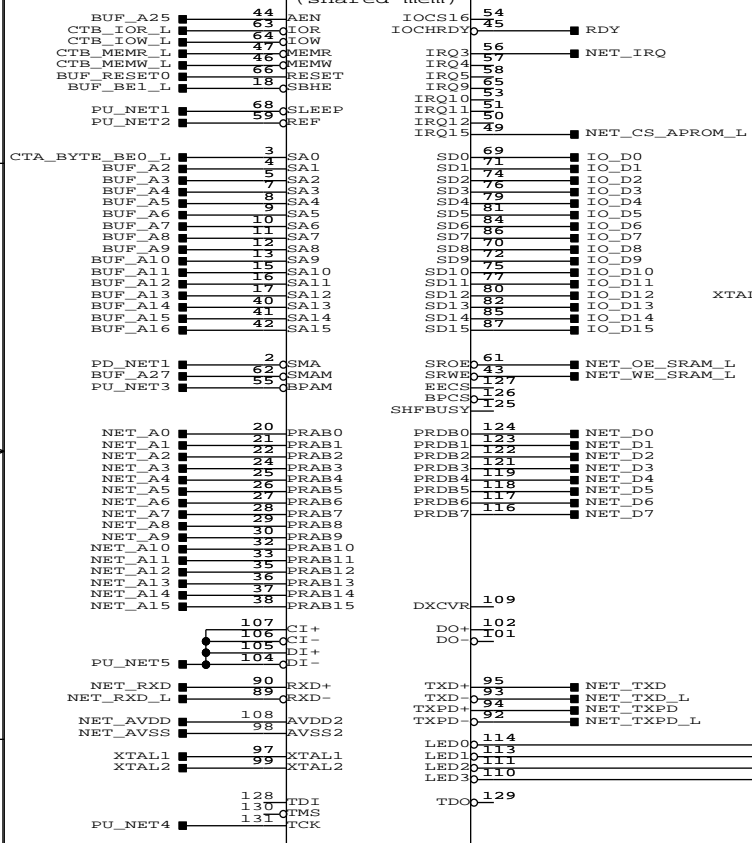 (shared mem)
BUF_A25 44 AEN IOCS16 54
CTB_IOR_L 63 IOR IOCHRDY 45 RDY
CTB_IOW_L 64 IOW
CTB_MEMR_L 47 MEMR IRQ3 56 NET_IRQ
CTB_MEMW_L 46 MEMW IRQ4 57
BUF_RESET0 66 RESET IRQ5 58
BUF_BE1_L 18 SBHE IRQ9 65
IRQ10 53
PU_NET1 68 SLEEP IRQ11 51
PU_NET2 59 REF IRQ12 50
IRQ15 49 NET_CS_APROM_L
CTA_BYTE_BE0_L 3 SA0 SD0 69 IO_D0
BUF_A2 4 SA1 SD1 71 IO_D1
BUF_A3 5 SA2 SD2 74 IO_D2
BUF_A4 7 SA3 SD3 76 IO_D3
BUF_A5 8 SA4 SD4 79 IO_D4
BUF_A6 9 SA5 SD5 81 IO_D5
BUF_A7 10 SA6 SD6 84 IO_D6
BUF_A8 11 SA7 SD7 86 IO_D7
BUF_A9 12 SA8 SD8 70 IO_D8
BUF_A10 13 SA9 SD9 72 IO_D9
BUF_A11 15 SA10 SD10 75 IO_D10
BUF_A12 16 SA11 SD11 77 IO_D11
BUF_A13 17 SA12 SD12 80 IO_D12 XTAL
BUF_A14 40 SA13 SD13 82 IO_D13
BUF_A15 41 SA14 SD14 85 IO_D14
BUF_A16 42 SA15 SD15 87 IO_D15
PD_NET1 2 SMA SROE 61 NET_OE_SRAM_L
BUF_A27 62 SMAM SRWE 43 NET_WE_SRAM_L
PU_NET3 55 BPAM EECS 127
BPCS 126
SHFBUSY 125
NET_A0 20 PRAB0 PRDB0 124 NET_D0
NET_A1 21 PRAB1 PRDB1 123 NET_D1
NET_A2 22 PRAB2 PRDB2 122 NET_D2
NET_A3 24 PRAB3 PRDB3 121 NET_D3
NET_A4 25 PRAB4 PRDB4 119 NET_D4
NET_A5 26 PRAB5 PRDB5 118 NET_D5
NET_A6 27 PRAB6 PRDB6 117 NET_D6
NET_A7 28 PRAB7 PRDB7 116 NET_D7
NET_A8 29 PRAB8
NET_A9 30 PRAB9
NET_A10 32 PRAB10
NET_A11 33 PRAB11
NET_A12 35 PRAB12
NET_A13 36 PRAB13
NET_A14 37 PRAB14
NET_A15 38 PRAB15 DXCVR 109
107 CI+ DO+ 102
106 CI- DO- 101
105 DI+
PU_NET5 104 DI-
NET_RXD 90 RXD+ TXD+ 95 NET_TXD
NET_RXD_L 89 RXD- TXD- 93 NET_TXD_L
TXPD+ 94 NET_TXPD
NET_AVDD 108 AVDD2 TXPD- 92 NET_TXPD_L
NET_AVSS 98 AVSS2
LED0 114
XTAL1 97 XTAL1 LED1 113
XTAL2 99 XTAL2 LED2 111
LED3 110
128 TDI TDO 129
130 TMS
PU_NET4 131 TCK